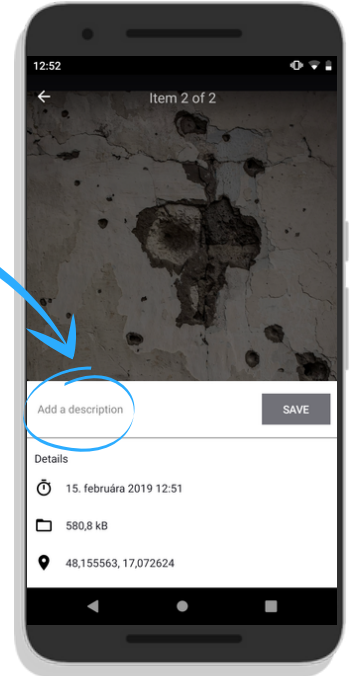 12:52
Item 2 of 2
Add a description
SAVE
Details
15. februára 2019 12:51
580,8 kB
48,155563, 17,072624